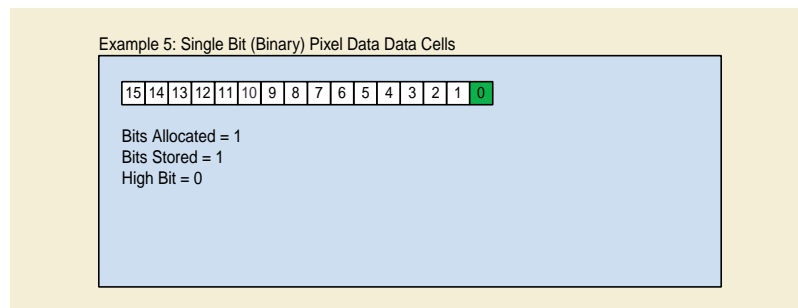 Example 5: Single Bit (Binary) Pixel Data Data Cells
15 14 13 12 11 10 9 8 7 6 5 4 3 2 1 0
Bits Allocated = 1
Bits Stored = 1
High Bit = 0